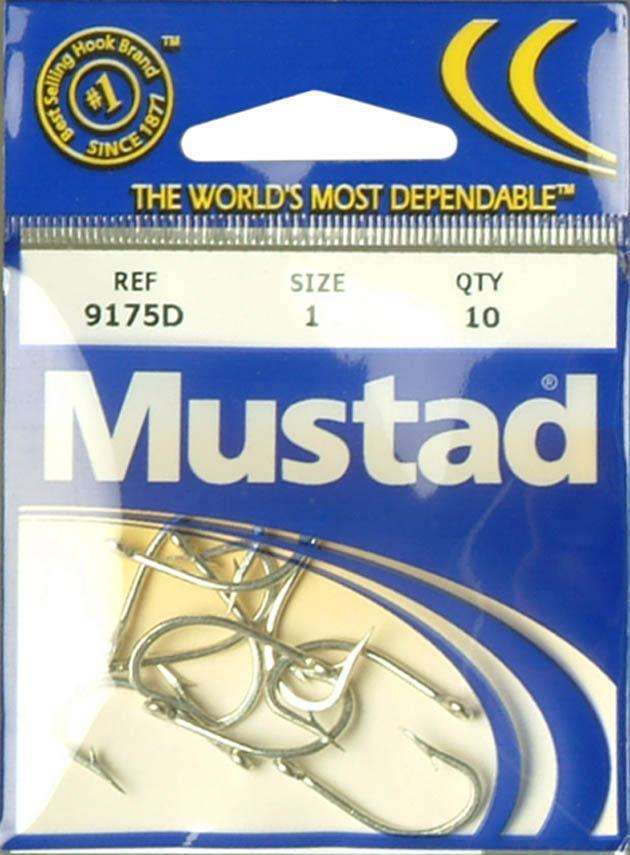 Best Selling Hook Brand
#1
SINCE 1877
™
THE WORLD'S MOST DEPENDABLE™
REF SIZE QTY
9175D 1 10
Mustad®